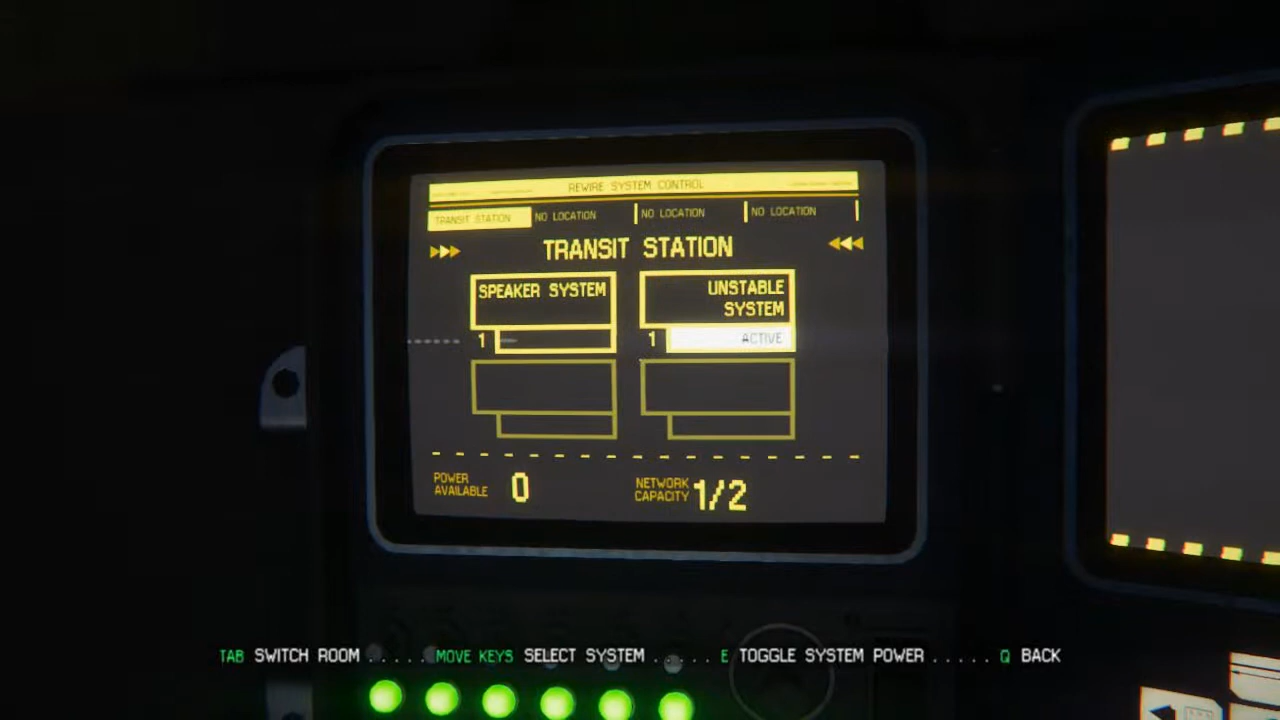 REWIRE SYSTEM CONTROL
TRANSIT STATION NO LOCATION NO LOCATION NO LOCATION
TRANSIT STATION
SPEAKER SYSTEM
UNSTABLE
SYSTEM
1
1 ACTIVE
POWER
AVAILABLE 0
NETWORK
CAPACITY 1/2
TAB SWITCH ROOM ..... MOVE KEYS SELECT SYSTEM ..... E TOGGLE SYSTEM POWER ..... Q BACK